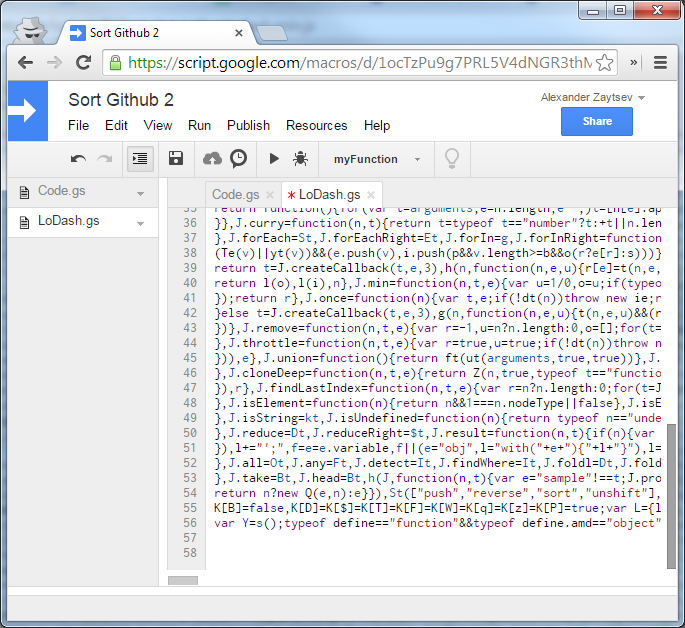 Sort Github 2
https://script.google.com/macros/d/1ocTzPu9g7PRL5V4dNGR3thM
Sort Github 2
Alexander Zaytsev
File Edit View Run Publish Resources Help
Share
myFunction
Code.gs
LoDash.gs
Code.gs
* LoDash.gs
35 return function(){for(var t=arguments,e=n.length;e--;)t=[n[e].ap
36 }},J.curry=function(n,t){return t=typeof t=="number"?t:+t||n.len
37 },J.forEach=St,J.forEachRight=Et,J.forIn=g,J.forInRight=function
38 (Te(v)||yt(v))&&(e.push(v),i.push(p&&v.length>=b&&o(r?e[r]:s)))}
39 return t=J.createCallback(t,e,3),h(n,function(n,e,u){r[e]=t(n,e,
40 return l(o),l(i),n},J.min=function(n,t,e){var u=1/0,o=u;if(typeo
41 });return r},J.once=function(n){var t,e;if(!dt(n))throw new ie;r
42 }else t=J.createCallback(t,e,3),g(n,function(n,e,u){t(n,e,u)&&(r
43 })},J.remove=function(n,t,e){var r=-1,u=n?n.length:0,o=[];for(t=
44 },J.throttle=function(n,t,e){var r=true,u=true;if(!dt(n))throw n
45 })),e},J.union=function(){return ft(ut(arguments,true,true))},J.
46 },J.cloneDeep=function(n,t,e){return Z(n,true,typeof t=="functio
47 }),r},J.findLastIndex=function(n,t,e){var r=n?n.length:0;for(t=J
48 },J.isElement=function(n){return n&&1===n.nodeType||false},J.isE
49 },J.isString=kt,J.isUndefined=function(n){return typeof n=="unde
50 },J.reduce=Dt,J.reduceRight=$t,J.result=function(n,t){if(n){var
51 }),l+="';",f=e=e.variable,f||(e="obj",l="with("+e+"){"+l+"}"),l=
52 },J.all=Ot,J.any=Ft,J.detect=It,J.findWhere=It,J.foldl=Dt,J.fold
53 },J.take=Bt,J.head=Bt,h(J,function(n,t){var e="sample"!==t;J.pro
54 return n?new Q(e,n):e}}),St(["push","reverse","sort","unshift"],
55 K[B]=false,K[D]=K[$]=K[T]=K[F]=K[W]=K[q]=K[z]=K[P]=true;var L={l
56 var Y=s();typeof define=="function"&&typeof define.amd=="object"
57
58